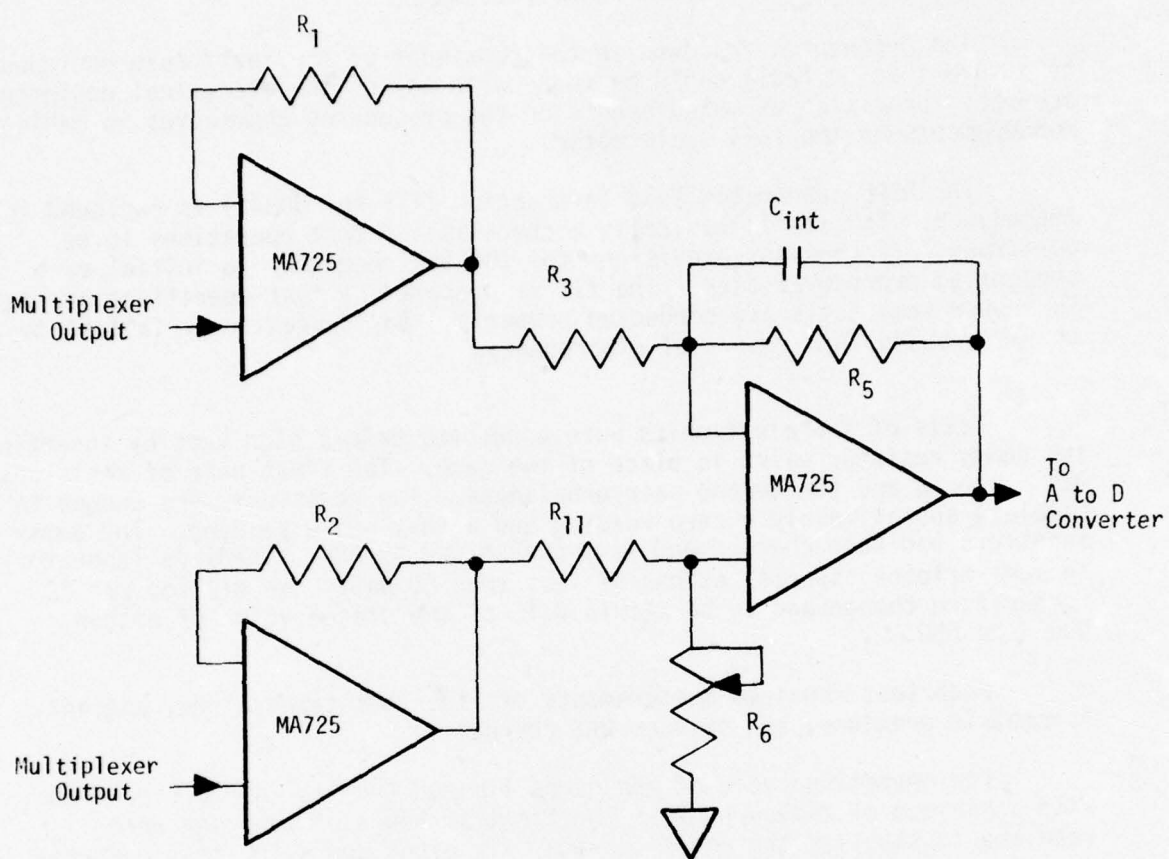 R1
MA725
Multiplexer
Output
Cint
R3
R5
MA725
To
A to D
Converter
R2
R11
MA725
Multiplexer
Output
R6